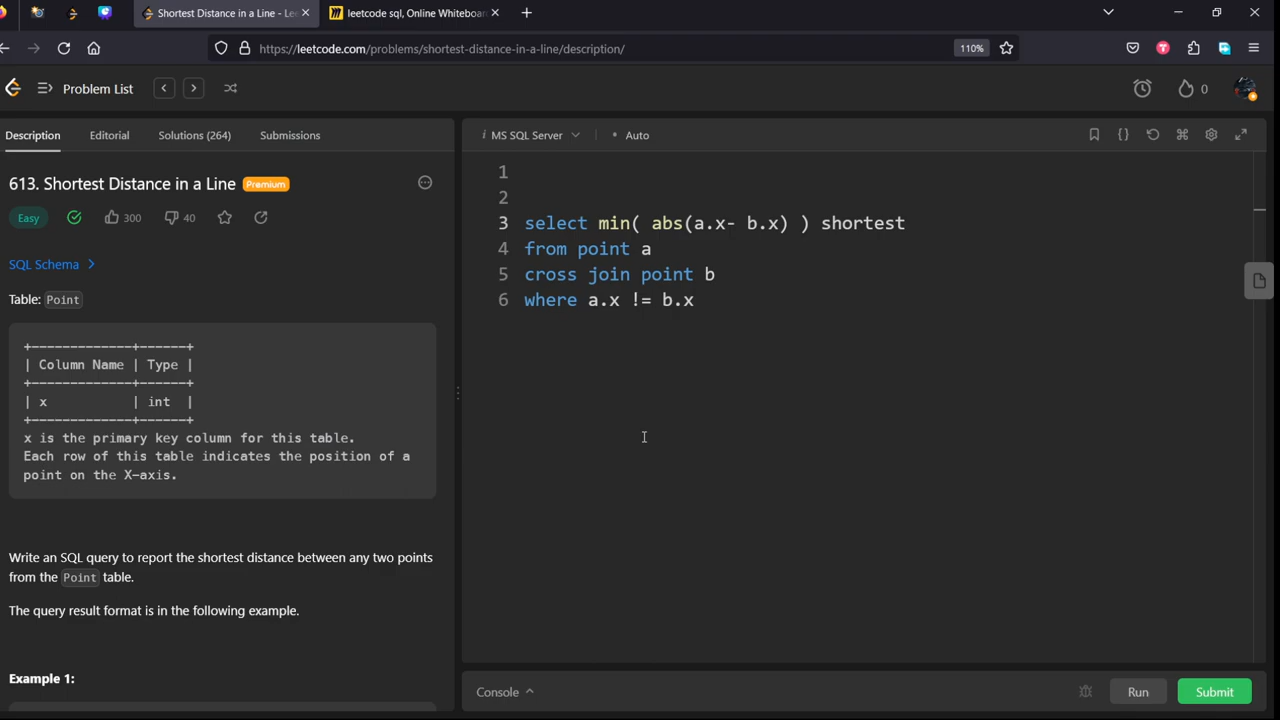 Shortest Distance in a Line - Le
leetcode sql, Online Whiteboard
https://leetcode.com/problems/shortest-distance-in-a-line/description/
110%
Problem List
0
Description
Editorial
Solutions (264)
Submissions
613. Shortest Distance in a Line
Premium
Easy
300
40
SQL Schema
Table: Point
+-------------+------+
| Column Name | Type |
+-------------+------+
| x           | int  |
+-------------+------+
x is the primary key column for this table.
Each row of this table indicates the position of a
point on the X-axis.
Write an SQL query to report the shortest distance between any two points
from the Point table.
The query result format is in the following example.
Example 1:
MS SQL Server
Auto
1
2
3 select min( abs(a.x- b.x) ) shortest
4 from point a
5 cross join point b
6 where a.x != b.x
Console
Run
Submit